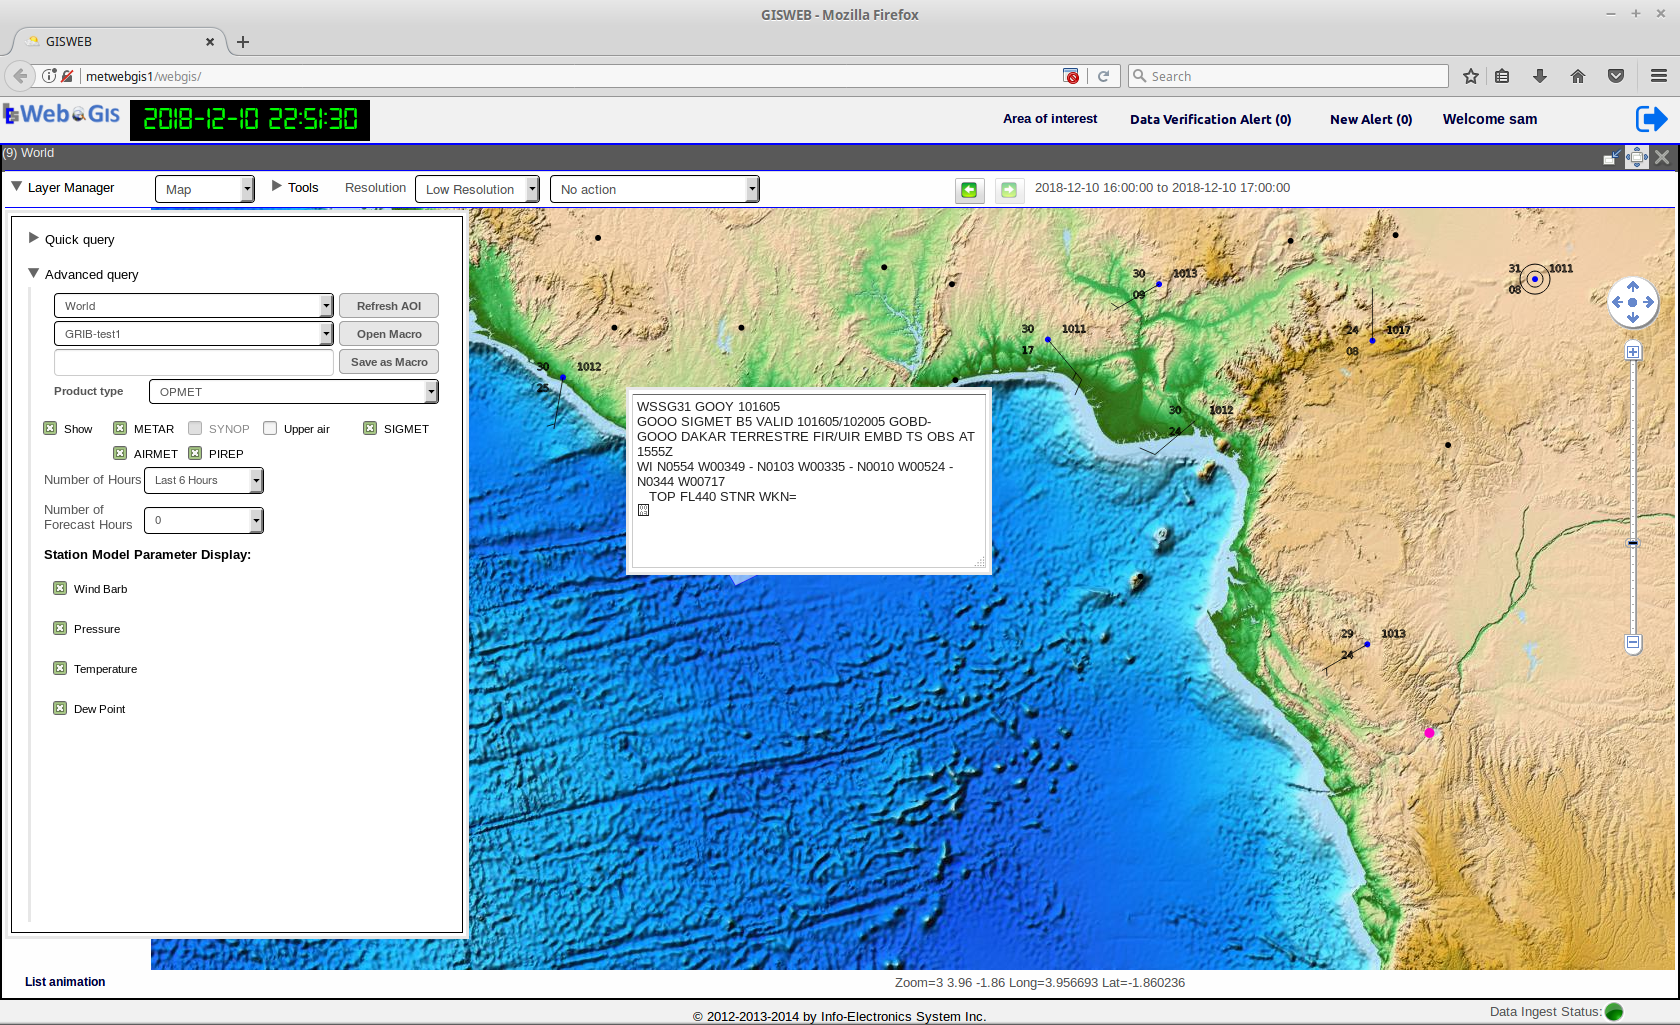 GISWEB - Mozilla Firefox
GISWEB
metwebgis1/webgis/
Search
WebGis
2018-12-10 22:51:30
Area of interest
Data Verification Alert (0)
New Alert (0)
Welcome sam
(9) World
Layer Manager
Map
Tools
Resolution
Low Resolution
No action
2018-12-10 16:00:00 to 2018-12-10 17:00:00
Quick query
Advanced query
World
Refresh AOI
GRIB-test1
Open Macro
Save as Macro
Product type
OPMET
Show
METAR
SYNOP
Upper air
SIGMET
AIRMET
PIREP
Number of Hours
Last 6 Hours
Number of
Forecast Hours
0
Station Model Parameter Display:
Wind Barb
Pressure
Temperature
Dew Point
30 1013
09
31 1011
08
30 1011
17
24 1017
08
30 1012
25
30 1012
24
29 1013
24
WSSG31 GOOY 101605
GOOO SIGMET B5 VALID 101605/102005 GOBD-
GOOO DAKAR TERRESTRE FIR/UIR EMBD TS OBS AT
1555Z
WI N0554 W00349 - N0103 W00335 - N0010 W00524 -
N0344 W00717
TOP FL440 STNR WKN=
List animation
Zoom=3 3.96 -1.86 Long=3.956693 Lat=-1.860236
Data Ingest Status:
© 2012-2013-2014 by Info-Electronics System Inc.